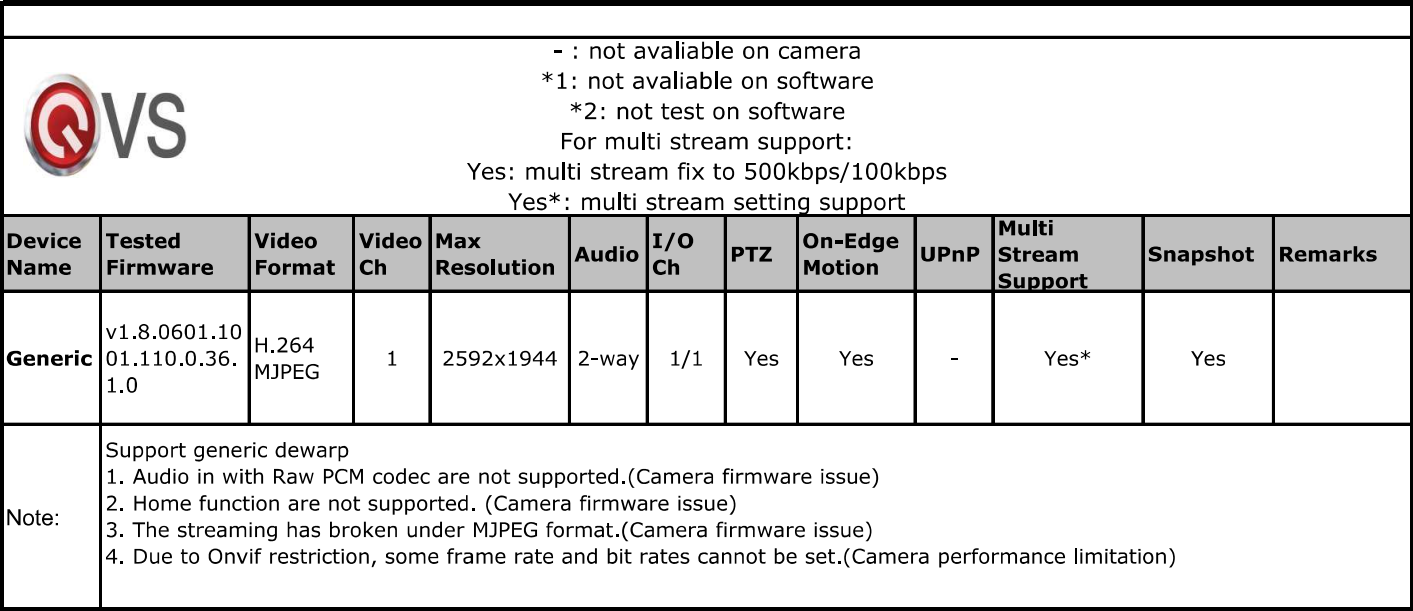 - : not avaliable on camera
*1: not avaliable on software
*2: not test on software
For multi stream support:
Yes: multi stream fix to 500kbps/100kbps
Yes*: multi stream setting support
QVS
Device Name Tested Firmware Video Format Video Ch Max Resolution Audio I/O Ch PTZ On-Edge Motion UPnP Multi Stream Support Snapshot Remarks
Generic v1.8.0601.1001.110.0.36.1.0 H.264 MJPEG 1 2592x1944 2-way 1/1 Yes Yes - Yes* Yes
Note:
Support generic dewarp
1. Audio in with Raw PCM codec are not supported.(Camera firmware issue)
2. Home function are not supported. (Camera firmware issue)
3. The streaming has broken under MJPEG format.(Camera firmware issue)
4. Due to Onvif restriction, some frame rate and bit rates cannot be set.(Camera performance limitation)